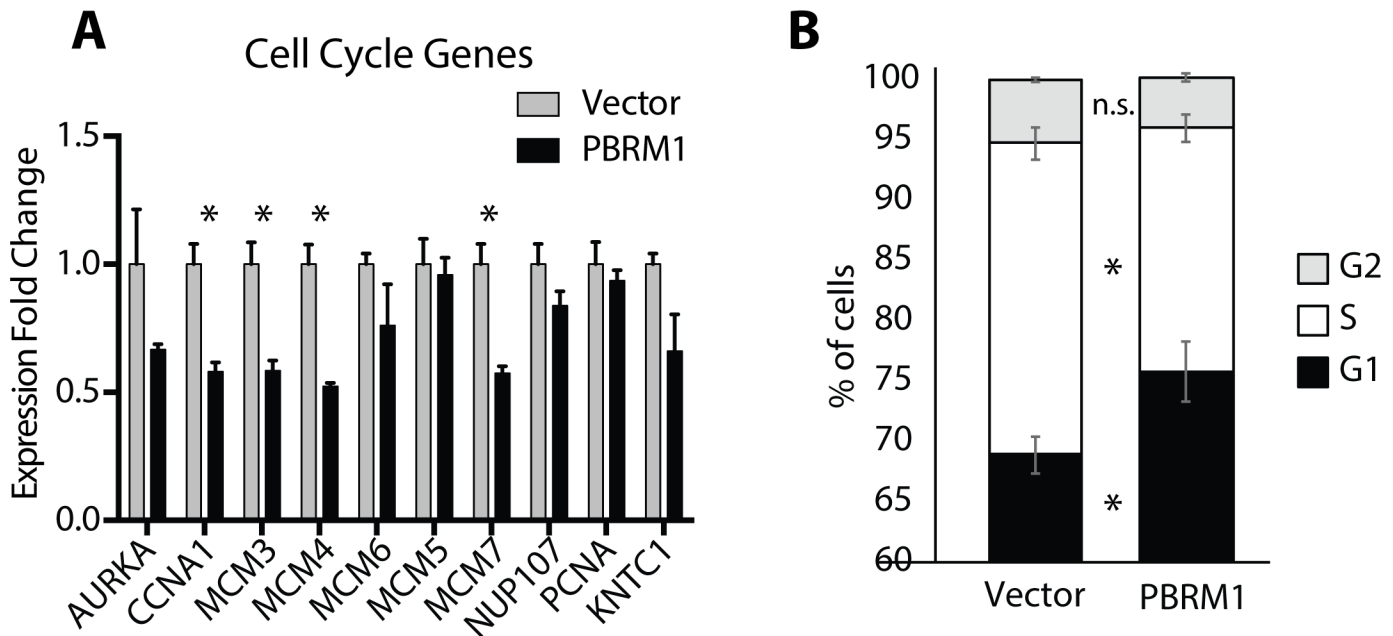 A
Cell Cycle Genes
Vector
PBRM1
Expression Fold Change
1.5
1.0
0.5
0.0
*
*
*
*
AURKA
CCNA1
MCM3
MCM4
MCM6
MCM5
MCM7
NUP107
PCNA
KNTC1
B
% of cells
100
95
90
85
80
75
70
65
60
n.s.
*
*
Vector
PBRM1
G2
S
G1